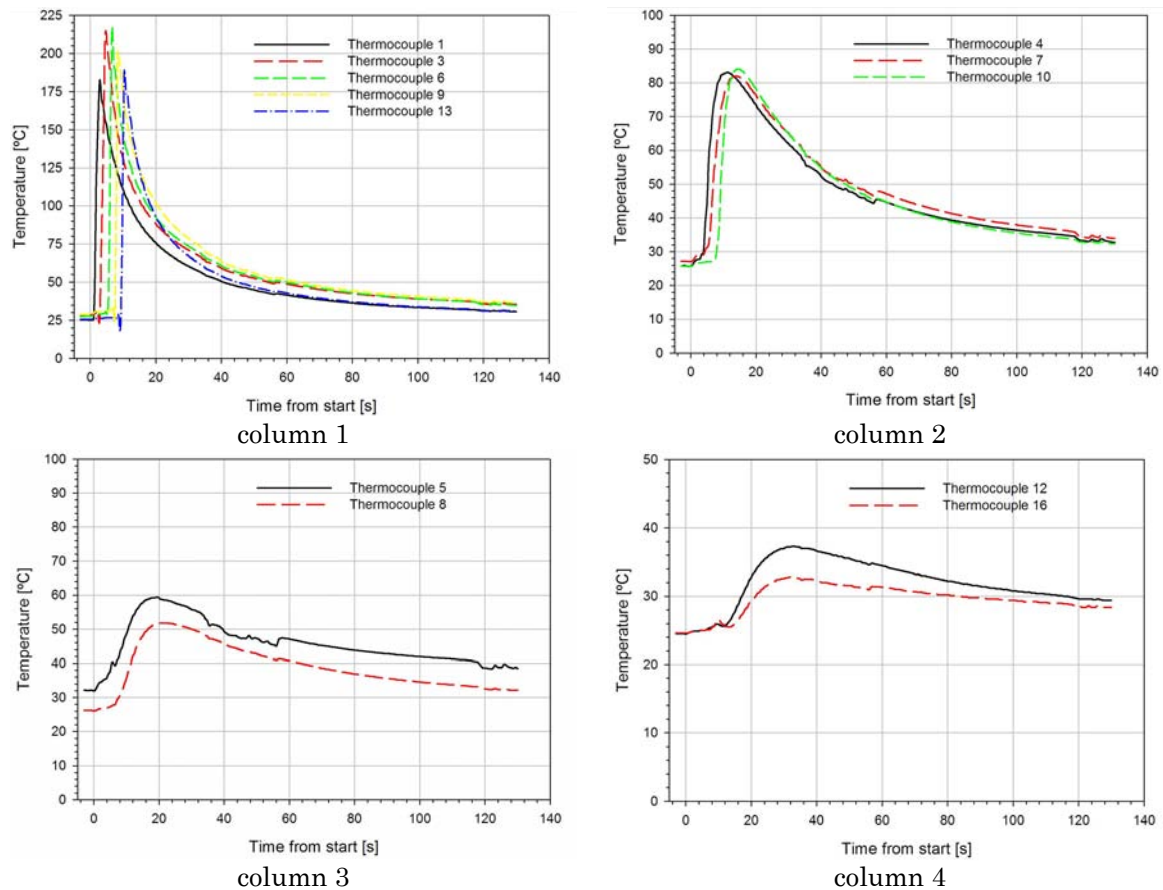 225
200
175
150
125
100
75
50
25
0
Temperature [ºC]
Thermocouple 1
Thermocouple 3
Thermocouple 6
Thermocouple 9
Thermocouple 13
0 20 40 60 80 100 120 140
Time from start [s]
column 1
100
90
80
70
60
50
40
30
20
10
0
Temperature [ºC]
Thermocouple 4
Thermocouple 7
Thermocouple 10
0 20 40 60 80 100 120 140
Time from start [s]
column 2
100
90
80
70
60
50
40
30
20
10
0
Temperature [ºC]
Thermocouple 5
Thermocouple 8
0 20 40 60 80 100 120 140
Time from start [s]
column 3
50
40
30
20
10
0
Temperature [ºC]
Thermocouple 12
Thermocouple 16
0 20 40 60 80 100 120 140
Time from start [s]
column 4